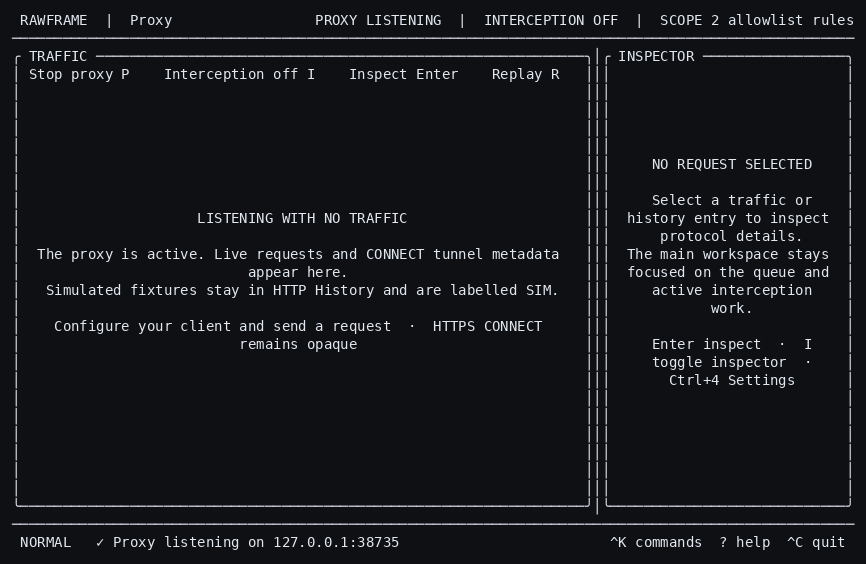 RAWFRAME | Proxy PROXY LISTENING | INTERCEPTION OFF | SCOPE 2 allowlist rules
TRAFFIC
Stop proxy P Interception off I Inspect Enter Replay R
LISTENING WITH NO TRAFFIC
The proxy is active. Live requests and CONNECT tunnel metadata
appear here.
Simulated fixtures stay in HTTP History and are labelled SIM.
Configure your client and send a request · HTTPS CONNECT
remains opaque
INSPECTOR
NO REQUEST SELECTED
Select a traffic or
history entry to inspect
protocol details.
The main workspace stays
focused on the queue and
active interception
work.
Enter inspect · I
toggle inspector ·
Ctrl+4 Settings
NORMAL ✓ Proxy listening on 127.0.0.1:38735 ^K commands ? help ^C quit